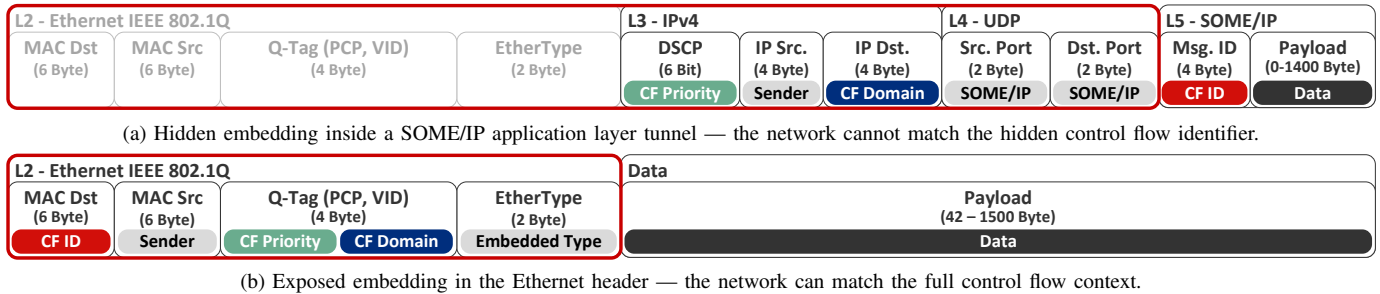 L2 - Ethernet IEEE 802.1Q L3 - IPv4 L4 - UDP L5 - SOME/IP
MAC Dst MAC Src Q-Tag (PCP, VID) EtherType DSCP IP Src. IP Dst. Src. Port Dst. Port Msg. ID Payload
(6 Byte) (6 Byte) (4 Byte) (2 Byte) (6 Bit) (4 Byte) (4 Byte) (2 Byte) (2 Byte) (4 Byte) (0-1400 Byte)
CF Priority Sender CF Domain SOME/IP SOME/IP CF ID Data
(a) Hidden embedding inside a SOME/IP application layer tunnel — the network cannot match the hidden control flow identifier.
L2 - Ethernet IEEE 802.1Q Data
MAC Dst MAC Src Q-Tag (PCP, VID) EtherType Payload
(6 Byte) (6 Byte) (4 Byte) (2 Byte) (42 – 1500 Byte)
CF ID Sender CF Priority CF Domain Embedded Type Data
(b) Exposed embedding in the Ethernet header — the network can match the full control flow context.